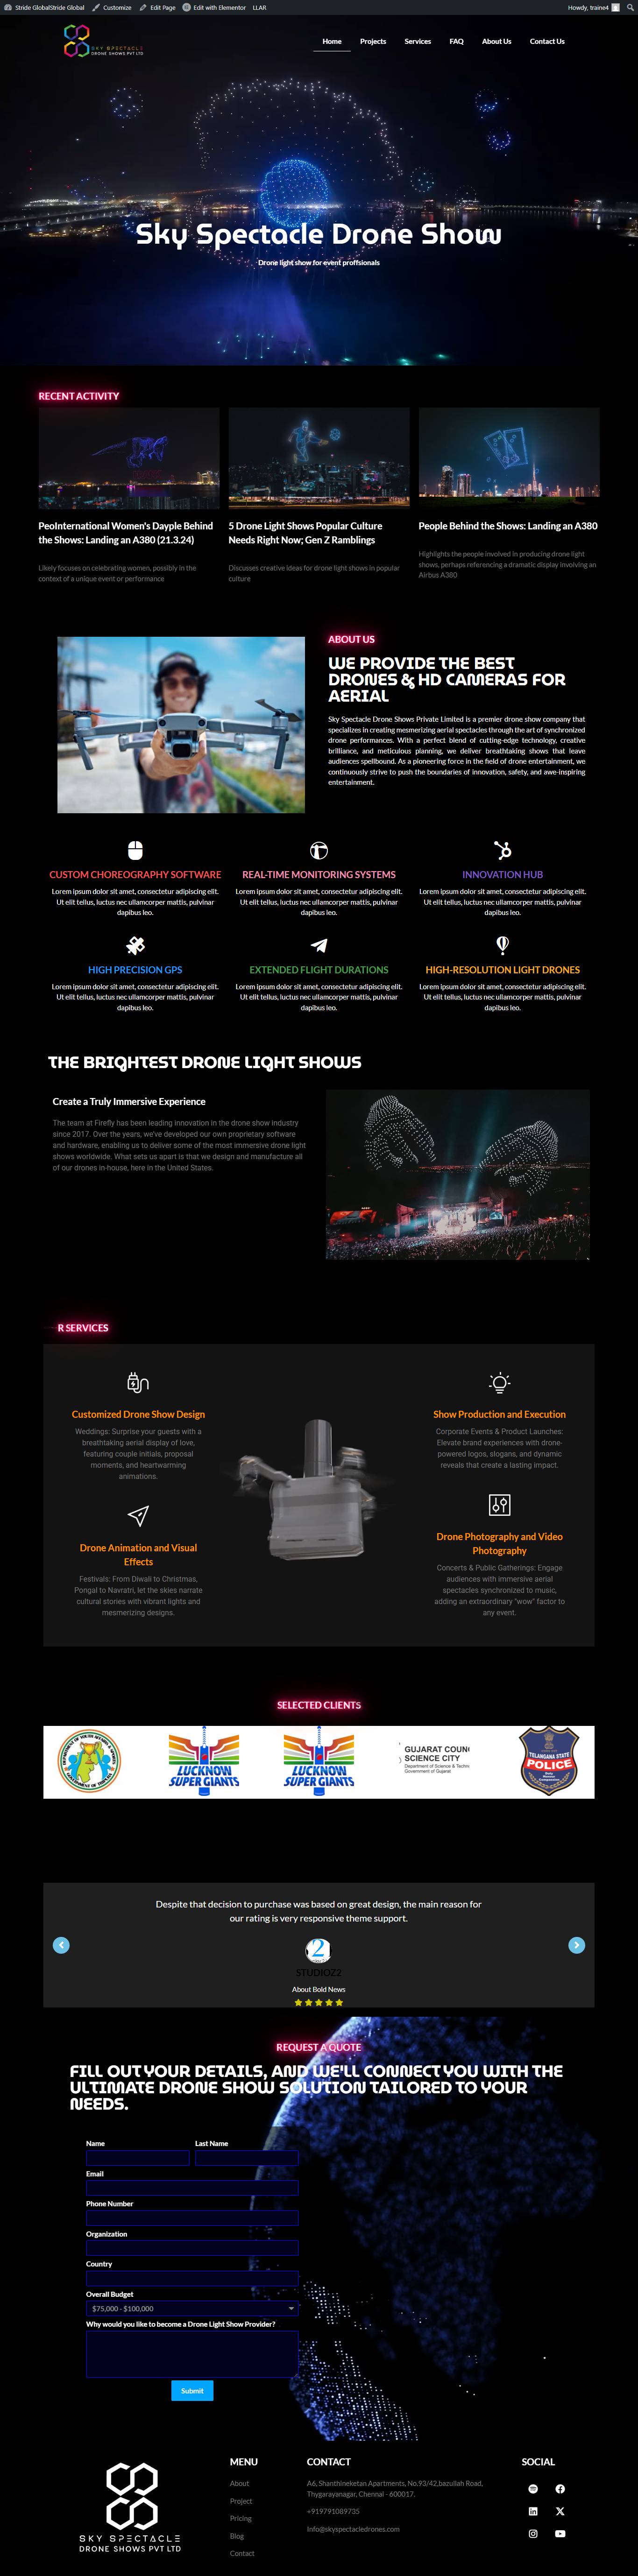 Stride GlobalStride Global Customize Edit Page Edit with Elementor LLAR Howdy, traine4
SKY SPECTACLE
DRONE SHOWS PVT LTD
Home Projects Services FAQ About Us Contact Us
Sky Spectacle Drone Show
Drone light show for event proffsionals
RECENT ACTIVITY
PeoInternational Women's Dayple Behind
the Shows: Landing an A380 (21.3.24)
Likely focuses on celebrating women, possibly in the
context of a unique event or performance
5 Drone Light Shows Popular Culture
Needs Right Now; Gen Z Ramblings
Discusses creative ideas for drone light shows in popular
culture
People Behind the Shows: Landing an A380
Highlights the people involved in producing drone light
shows, perhaps referencing a dramatic display involving an
Airbus A380
ABOUT US
WE PROVIDE THE BEST
DRONES & HD CAMERAS FOR
AERIAL
Sky Spectacle Drone Shows Private Limited is a premier drone show company that
specializes in creating mesmerizing aerial spectacles through the art of synchronized
drone performances. With a perfect blend of cutting-edge technology, creative
brilliance, and meticulous planning, we deliver breathtaking shows that leave
audiences spellbound. As a pioneering force in the field of drone entertainment, we
continuously strive to push the boundaries of innovation, safety, and awe-inspiring
entertainment.
CUSTOM CHOREOGRAPHY SOFTWARE
Lorem ipsum dolor sit amet, consectetur adipiscing elit.
Ut elit tellus, luctus nec ullamcorper mattis, pulvinar
dapibus leo.
REAL-TIME MONITORING SYSTEMS
Lorem ipsum dolor sit amet, consectetur adipiscing elit.
Ut elit tellus, luctus nec ullamcorper mattis, pulvinar
dapibus leo.
INNOVATION HUB
Lorem ipsum dolor sit amet, consectetur adipiscing elit.
Ut elit tellus, luctus nec ullamcorper mattis, pulvinar
dapibus leo.
HIGH PRECISION GPS
Lorem ipsum dolor sit amet, consectetur adipiscing elit.
Ut elit tellus, luctus nec ullamcorper mattis, pulvinar
dapibus leo.
EXTENDED FLIGHT DURATIONS
Lorem ipsum dolor sit amet, consectetur adipiscing elit.
Ut elit tellus, luctus nec ullamcorper mattis, pulvinar
dapibus leo.
HIGH-RESOLUTION LIGHT DRONES
Lorem ipsum dolor sit amet, consectetur adipiscing elit.
Ut elit tellus, luctus nec ullamcorper mattis, pulvinar
dapibus leo.
THE BRIGHTEST DRONE LIGHT SHOWS
Create a Truly Immersive Experience
The team at Firefly has been leading innovation in the drone show industry
since 2017. Over the years, we've developed our own proprietary software
and hardware, enabling us to deliver some of the most immersive drone light
shows worldwide. What sets us apart is that we design and manufacture all
of our drones in-house, here in the United States.
R SERVICES
Customized Drone Show Design
Weddings: Surprise your guests with a
breathtaking aerial display of love,
featuring couple initials, proposal
moments, and heartwarming
animations.
Drone Animation and Visual
Effects
Festivals: From Diwali to Christmas,
Pongal to Navratri, let the skies narrate
cultural stories with vibrant lights and
mesmerizing designs.
Show Production and Execution
Corporate Events & Product Launches:
Elevate brand experiences with drone-
powered logos, slogans, and dynamic
reveals that create a lasting impact.
Drone Photography and Video
Photography
Concerts & Public Gatherings: Engage
audiences with immersive aerial
spectacles synchronized to music,
adding an extraordinary "wow" factor to
any event.
SELECTED CLIENTS
LUCKNOW
SUPER GIANTS
LUCKNOW
SUPER GIANTS
GUJARAT COUNC
SCIENCE CITY
Department of Science & Techn
Government of Gujarat
TELANGANA STATE
POLICE
Despite that decision to purchase was based on great design, the main reason for
our rating is very responsive theme support.
2
STUDIOZ2
About Bold News
REQUEST A QUOTE
FILL OUT YOUR DETAILS, AND WE'LL CONNECT YOU WITH THE
ULTIMATE DRONE SHOW SOLUTION TAILORED TO YOUR
NEEDS.
Name Last Name
Email
Phone Number
Organization
Country
Overall Budget
$75,000 - $100,000
Why would you like to become a Drone Light Show Provider?
Submit
SKY SPECTACLE
DRONE SHOWS PVT LTD
MENU
About
Project
Pricing
Blog
Contact
CONTACT
A6, Shanthineketan Apartments, No.93/42,bazullah Road,
Thygarayanagar, Chennai - 600017.
+919791089735
Info@skyspectacledrones.com
SOCIAL